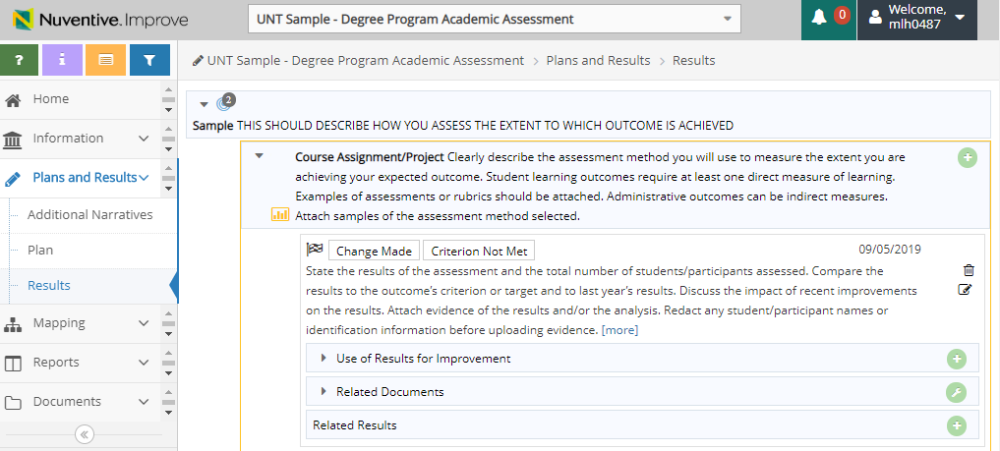 Nuventive.Improve
UNT Sample - Degree Program Academic Assessment
0
Welcome,
mlh0487
?
i
UNT Sample - Degree Program Academic Assessment > Plans and Results > Results
Home
Information
Plans and Results
Additional Narratives
Plan
Results
Mapping
Reports
Documents
2
Sample THIS SHOULD DESCRIBE HOW YOU ASSESS THE EXTENT TO WHICH OUTCOME IS ACHIEVED
Course Assignment/Project Clearly describe the assessment method you will use to measure the extent you are
achieving your expected outcome. Student learning outcomes require at least one direct measure of learning.
Examples of assessments or rubrics should be attached. Administrative outcomes can be indirect measures.
Attach samples of the assessment method selected.
Change Made Criterion Not Met 09/05/2019
State the results of the assessment and the total number of students/participants assessed. Compare the
results to the outcome's criterion or target and to last year's results. Discuss the impact of recent improvements
on the results. Attach evidence of the results and/or the analysis. Redact any student/participant names or
identification information before uploading evidence. [more]
Use of Results for Improvement
Related Documents
Related Results